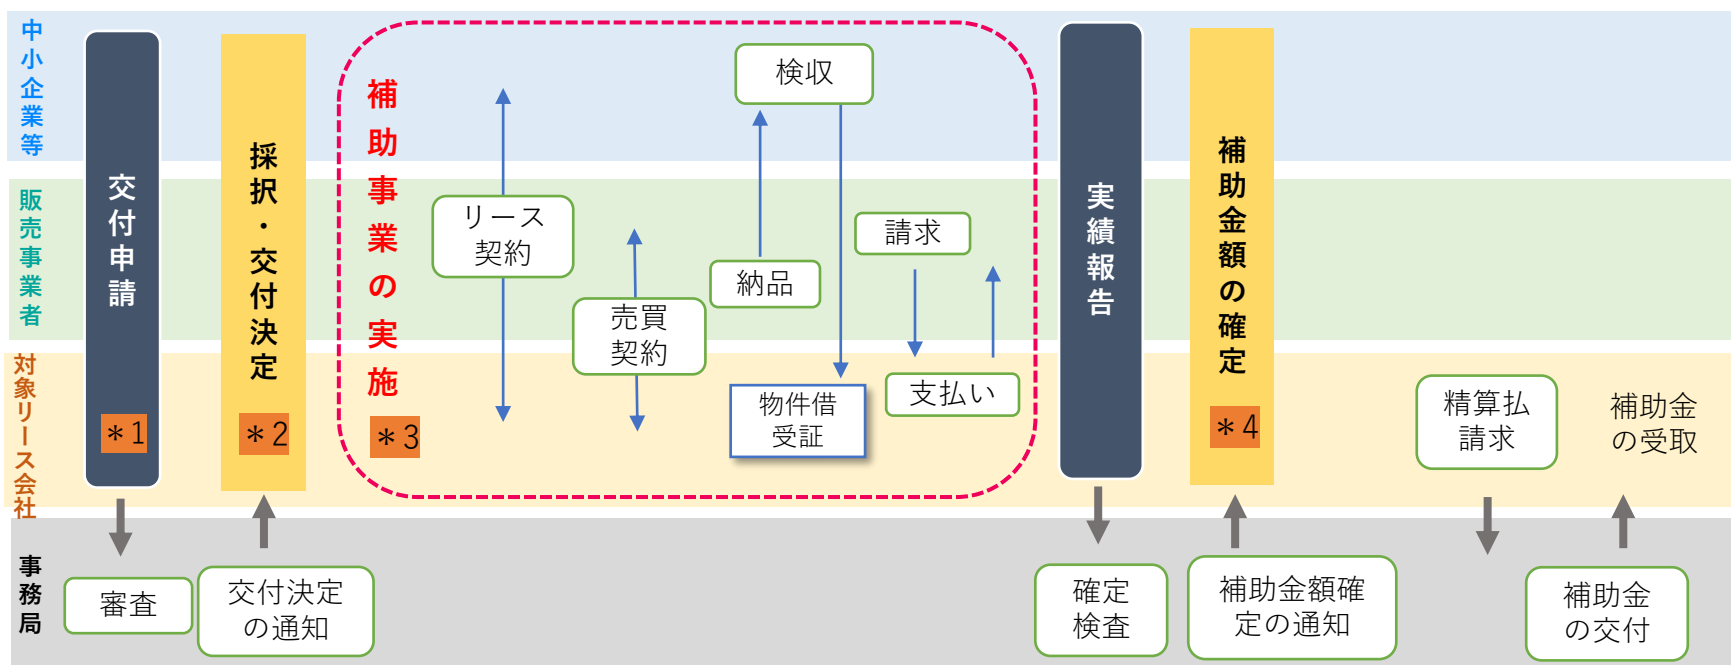 中小企業等
販売事業者
対象リース会社
事務局
交付申請
*1
審査
採択・交付決定
*2
交付決定
の通知
補助事業の実施
*3
リース
契約
売買
契約
検収
納品
物件借
受証
請求
支払い
実績報告
確定
検査
補助金額の確定
*4
補助金額確
定の通知
精算払
請求
補助金
の受取
補助金
の交付